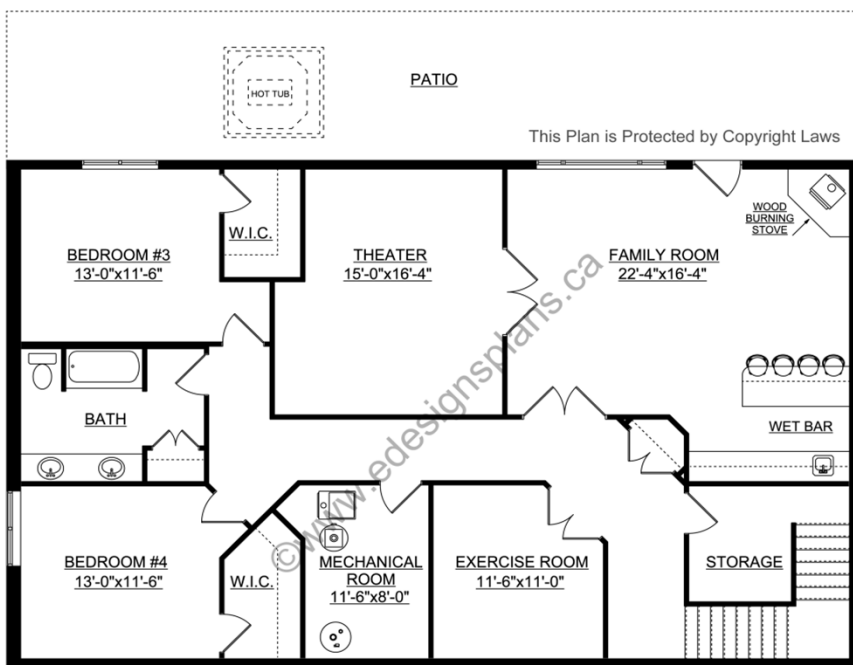 PATIO
HOT TUB
This Plan is Protected by Copyright Laws
WOOD
BURNING
STOVE
W.I.C.
BEDROOM #3
13'-0"x11'-6"
THEATER
15'-0"x16'-4"
FAMILY ROOM
22'-4"x16'-4"
©www.edesignsplans.ca
BATH
WET BAR
BEDROOM #4
13'-0"x11'-6"
W.I.C.
MECHANICAL
ROOM
11'-6"x8'-0"
EXERCISE ROOM
11'-6"x11'-0"
STORAGE